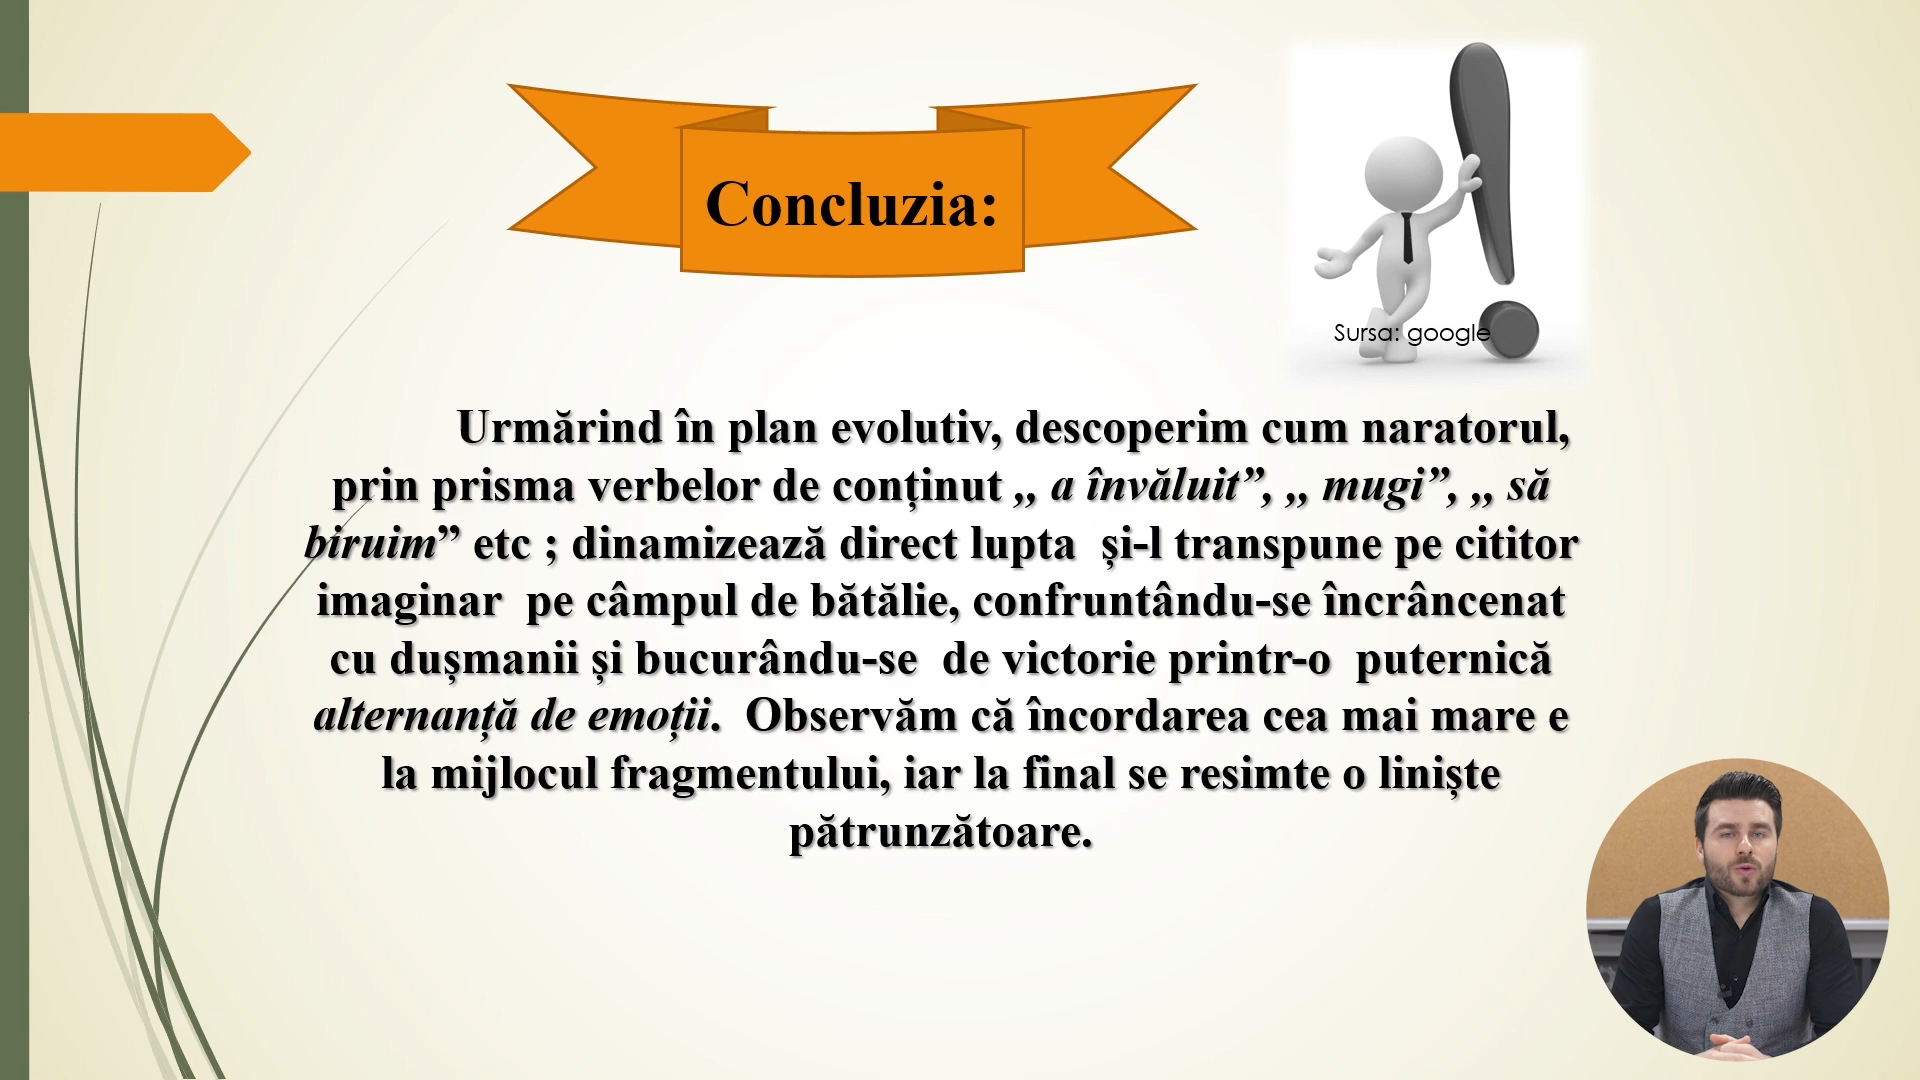 Concluzia:
Sursa: google
Urmărind în plan evolutiv, descoperim cum naratorul,
prin prisma verbelor de conținut ,, a învăluit”, ,, mugi”, ,, să
biruim” etc ; dinamizează direct lupta și-l transpune pe cititor
imaginar pe câmpul de bătălie, confruntându-se încrâncenat
cu dușmanii și bucurându-se de victorie printr-o puternică
alternanță de emoții. Observăm că încordarea cea mai mare e
la mijlocul fragmentului, iar la final se resimte o liniște
pătrunzătoare.